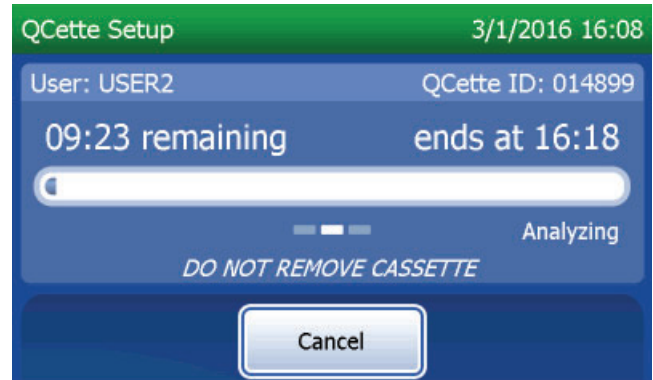 QCette Setup 3/1/2016 16:08
User: USER2 QCette ID: 014899
09:23 remaining ends at 16:18
Analyzing
DO NOT REMOVE CASSETTE
Cancel